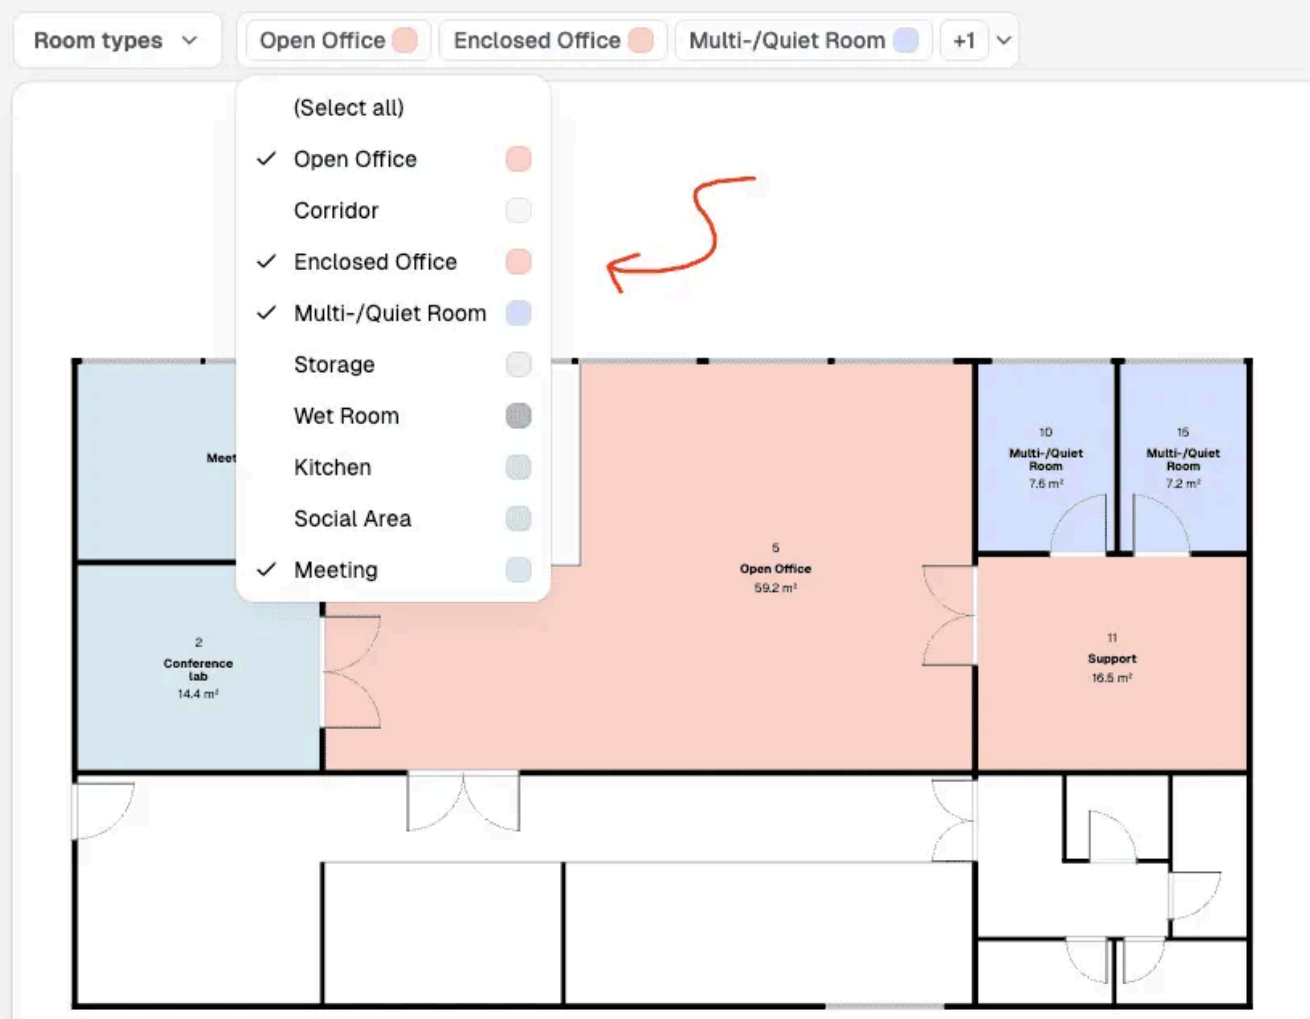 Room types
Open Office
Enclosed Office
Multi-/Quiet Room
+1
(Select all)
Open Office
Corridor
Enclosed Office
Multi-/Quiet Room
Storage
Wet Room
Kitchen
Social Area
Meeting
Meet
10
Multi-/Quiet
Room
7.6 m²
15
Multi-/Quiet
Room
7.2 m²
5
Open Office
59.2 m²
2
Conference
lab
14.4 m²
11
Support
16.5 m²